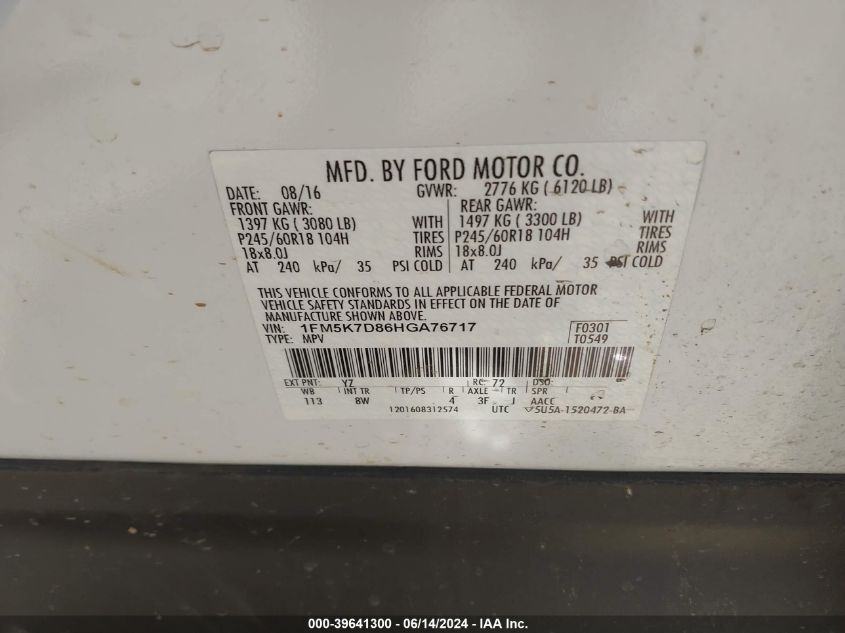 MFD. BY FORD MOTOR CO.
DATE: 08/16 GVWR: 2776 KG ( 6120 LB)
FRONT GAWR: REAR GAWR:
1397 KG ( 3080 LB) WITH 1497 KG ( 3300 LB) WITH
P245/60R18 104H TIRES P245/60R18 104H TIRES
18x8.0J RIMS 18x8.0J RIMS
AT 240 kPa/ 35 PSI COLD AT 240 kPa/ 35 PSI COLD
THIS VEHICLE CONFORMS TO ALL APPLICABLE FEDERAL MOTOR
VEHICLE SAFETY STANDARDS IN EFFECT ON THE DATE OF
MANUFACTURE SHOWN ABOVE.
VIN: 1FM5K7D86HGA76717 F0301
TYPE: MPV T0549
EXT PNT: YZ RC: 72 DSO:
WB INT TR TP/PS R AXLE TR SPR
113 8W 4 3F J AACC
1201608312574 UTC 5U5A-1520472-BA
000-39641300 - 06/14/2024 - IAA Inc.